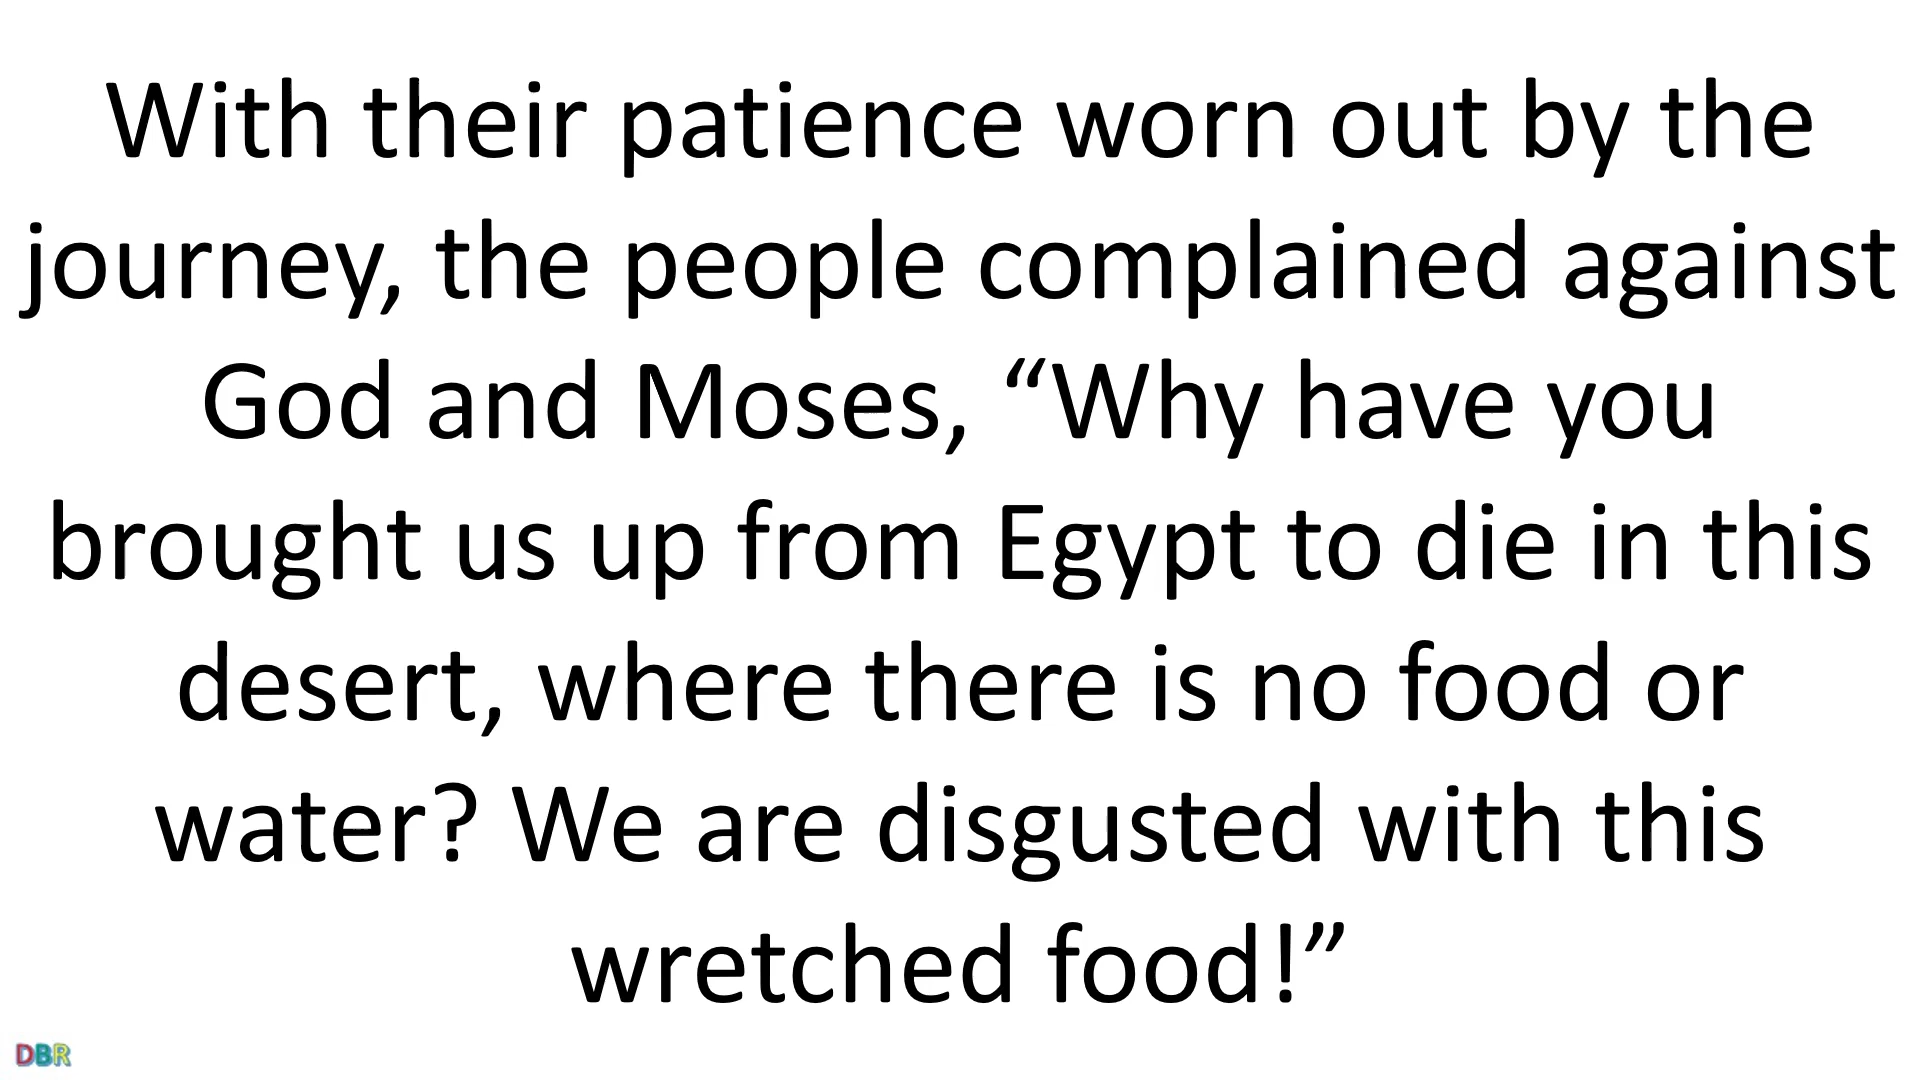 With their patience worn out by the
journey, the people complained against
God and Moses, “Why have you
brought us up from Egypt to die in this
desert, where there is no food or
water? We are disgusted with this
wretched food!”
DBR